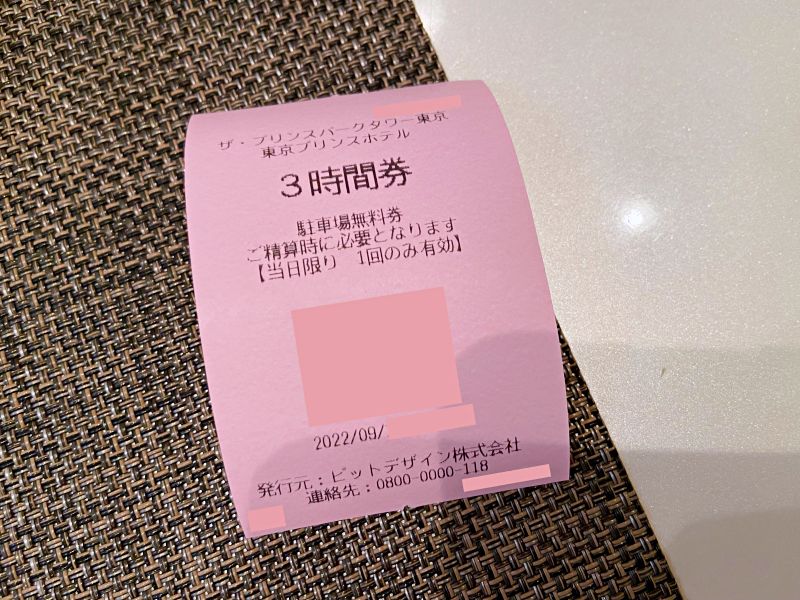 ザ・プリンスパークタワー東京
東京プリンスホテル
3時間券
駐車場無料券
ご精算時に必要となります
【当日限り 1回のみ有効】
2022/09/
発行元：ビットデザイン株式会社
連絡先：0800-0000-118